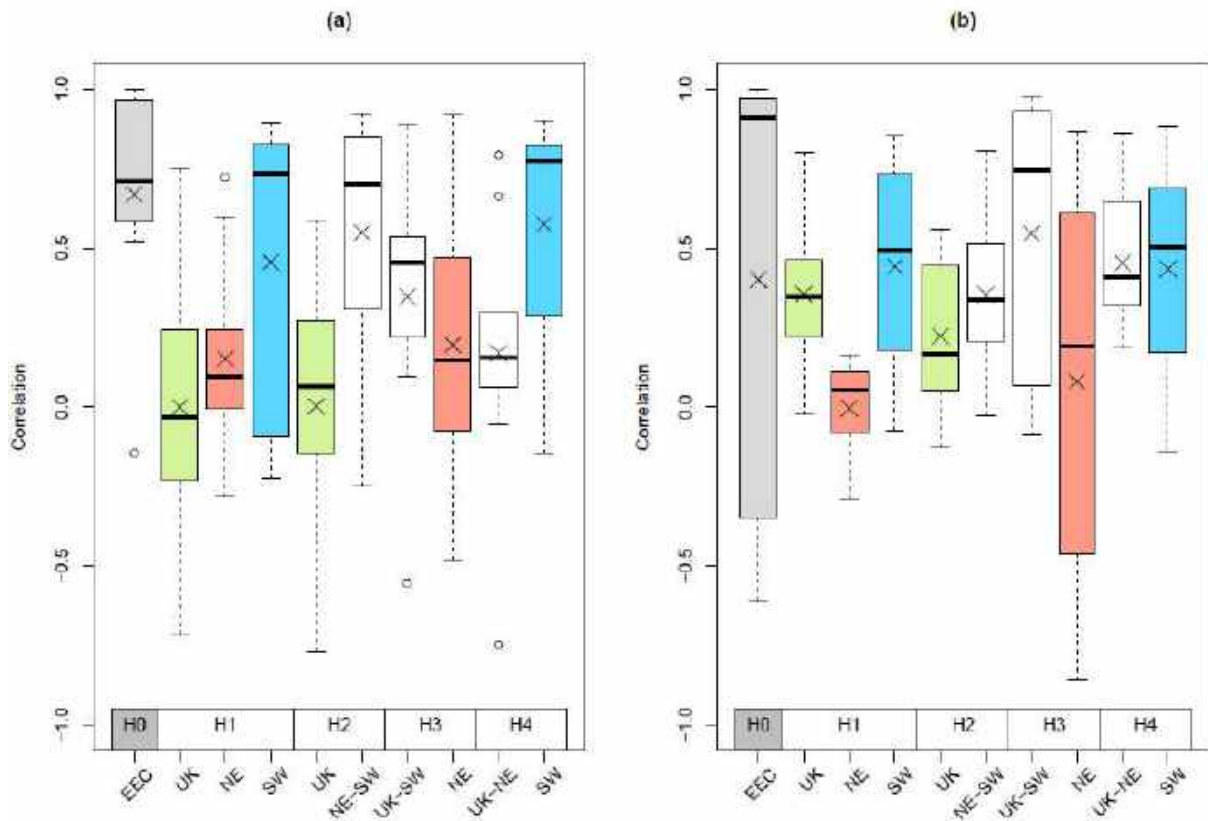 (a)
(b)
Correlation
1.0
0.5
0.0
−0.5
−1.0
H0 H1 H2 H3 H4
EEC UK NE SW UK NE-SW UK-SW NE UK-NE SW
Correlation
1.0
0.5
0.0
−0.5
−1.0
H0 H1 H2 H3 H4
EEC UK NE SW UK NE-SW UK-SW NE UK-NE SW